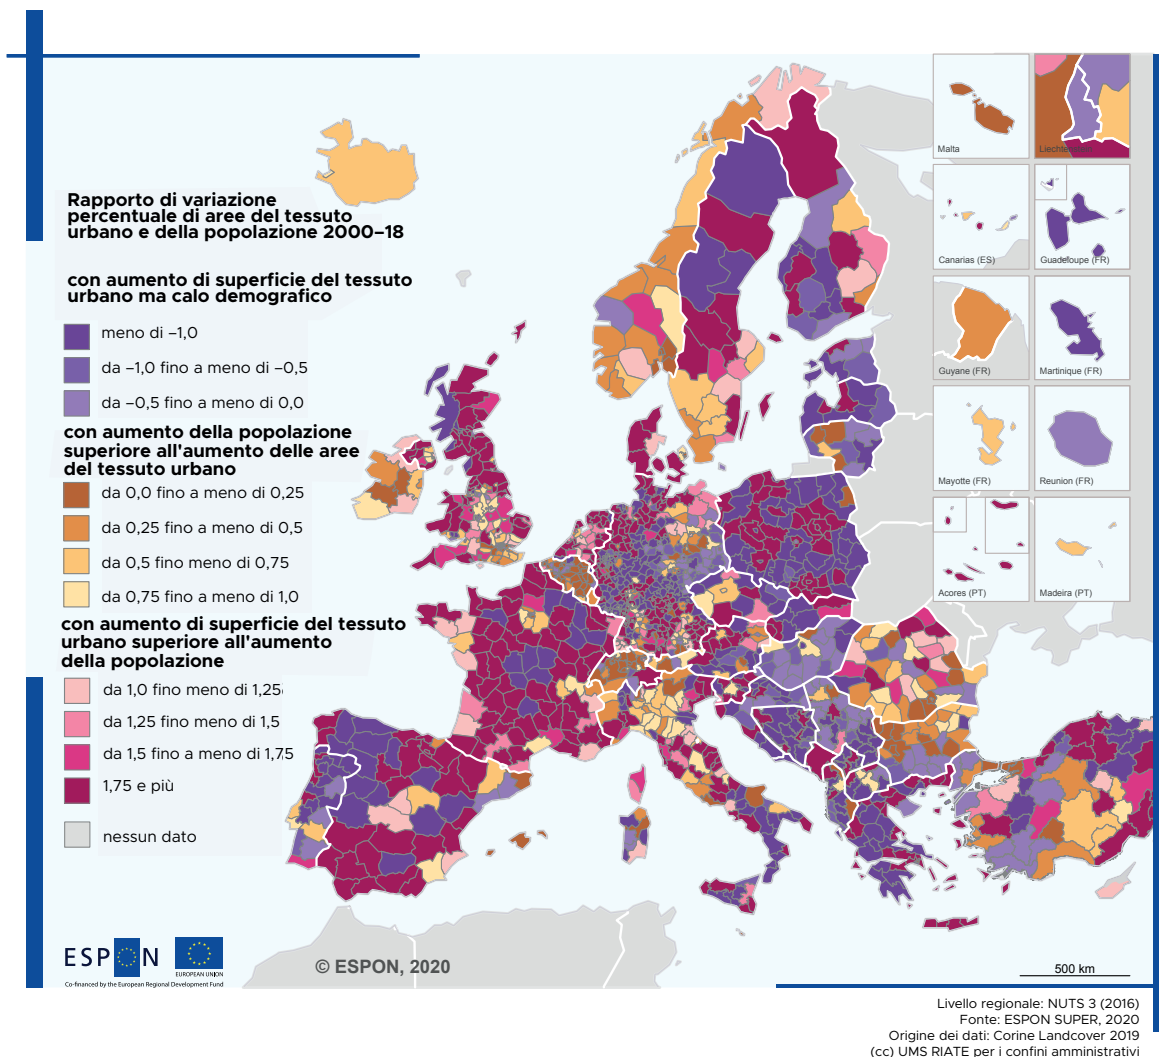 Rapporto di variazione
percentuale di aree del tessuto
urbano e della popolazione 2000–18
con aumento di superficie del tessuto
urbano ma calo demografico
meno di –1,0
da –1,0 fino a meno di –0,5
da –0,5 fino a meno di 0,0
con aumento della popolazione
superiore all'aumento delle aree
del tessuto urbano
da 0,0 fino a meno di 0,25
da 0,25 fino a meno di 0,5
da 0,5 fino meno di 0,75
da 0,75 fino a meno di 1,0
con aumento di superficie del tessuto
urbano superiore all'aumento
della popolazione
da 1,0 fino meno di 1,25
da 1,25 fino meno di 1,5
da 1,5 fino a meno di 1,75
1,75 e più
nessun dato
Malta
Canarias (ES)
Guadeloupe (FR)
Guyane (FR)
Martinique (FR)
Mayotte (FR)
Reunion (FR)
Acores (PT)
Madeira (PT)
ESPON
EUROPEAN UNION
Co-financed by the European Regional Development Fund
© ESPON, 2020
500 km
Livello regionale: NUTS 3 (2016)
Fonte: ESPON SUPER, 2020
Origine dei dati: Corine Landcover 2019
(cc) UMS RIATE per i confini amministrativi